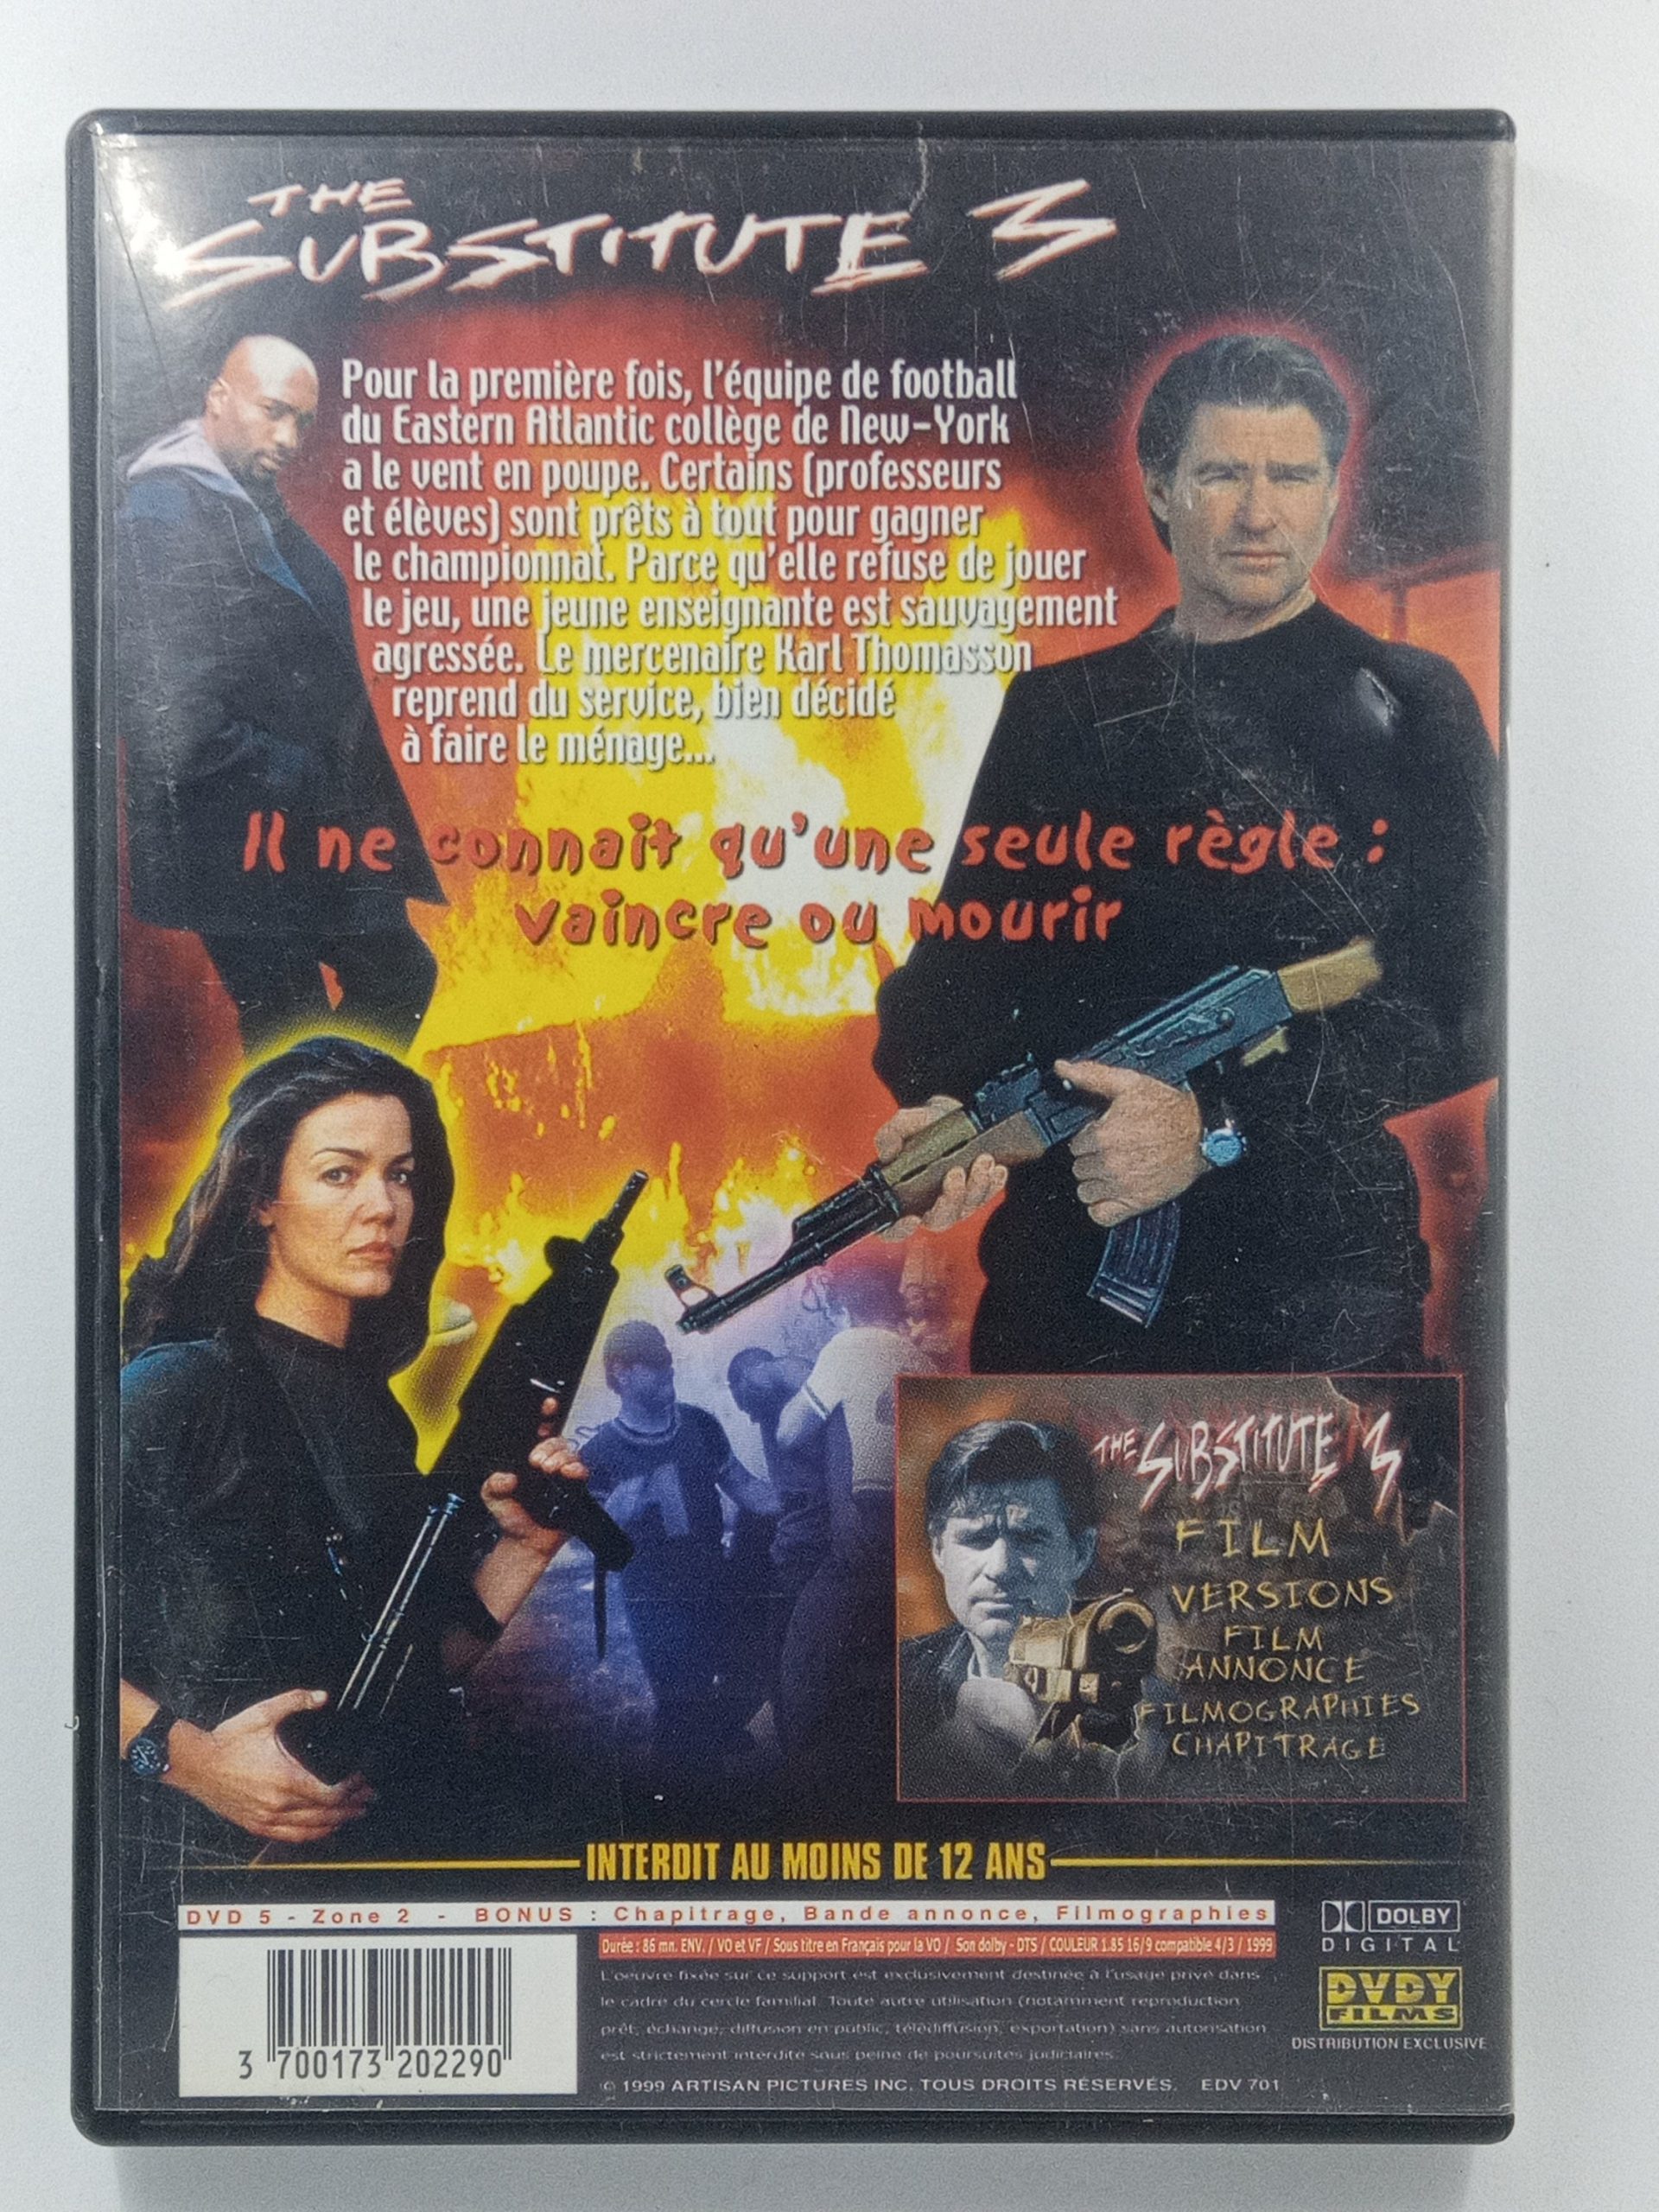 THE
SUBSTITUTE 3
Pour la première fois, l'équipe de football
du Eastern Atlantic collège de New-York
a le vent en poupe. Certains (professeurs
et élèves) sont prêts à tout pour gagner
le championnat. Parce qu'elle refuse de jouer
le jeu, une jeune enseignante est sauvagement
agressée. Le mercenaire Karl Thomasson
reprend du service, bien décidé
à faire le ménage...
Il ne connait qu'une seule règle :
vaincre ou mourir
THE SUBSTITUTE 3
FILM
VERSIONS
FILM
ANNONCE
FILMOGRAPHIES
CHAPITRAGE
INTERDIT AU MOINS DE 12 ANS
DVD 5 - Zone 2 - BONUS : Chapitrage, Bande annonce, Filmographies
Durée : 86 mn. ENV. / VO et VF / Sous titre en Français pour la VO / Son dolby - DTS / COULEUR 1.85 16/9 compatible 4/3 / 1999
L'oeuvre fixée sur ce support est exclusivement destinée à l'usage privé dans
le cadre du cercle familial. Toute autre utilisation (notamment reproduction,
prêt, échange, diffusion en public, télédiffusion, exportation) sans autorisation
est strictement interdite sous peine de poursuites judiciaires.
© 1999 ARTISAN PICTURES INC. TOUS DROITS RÉSERVÉS. EDV 701
3 700173 202290
DOLBY
DIGITAL
DVDY
FILMS
DISTRIBUTION EXCLUSIVE